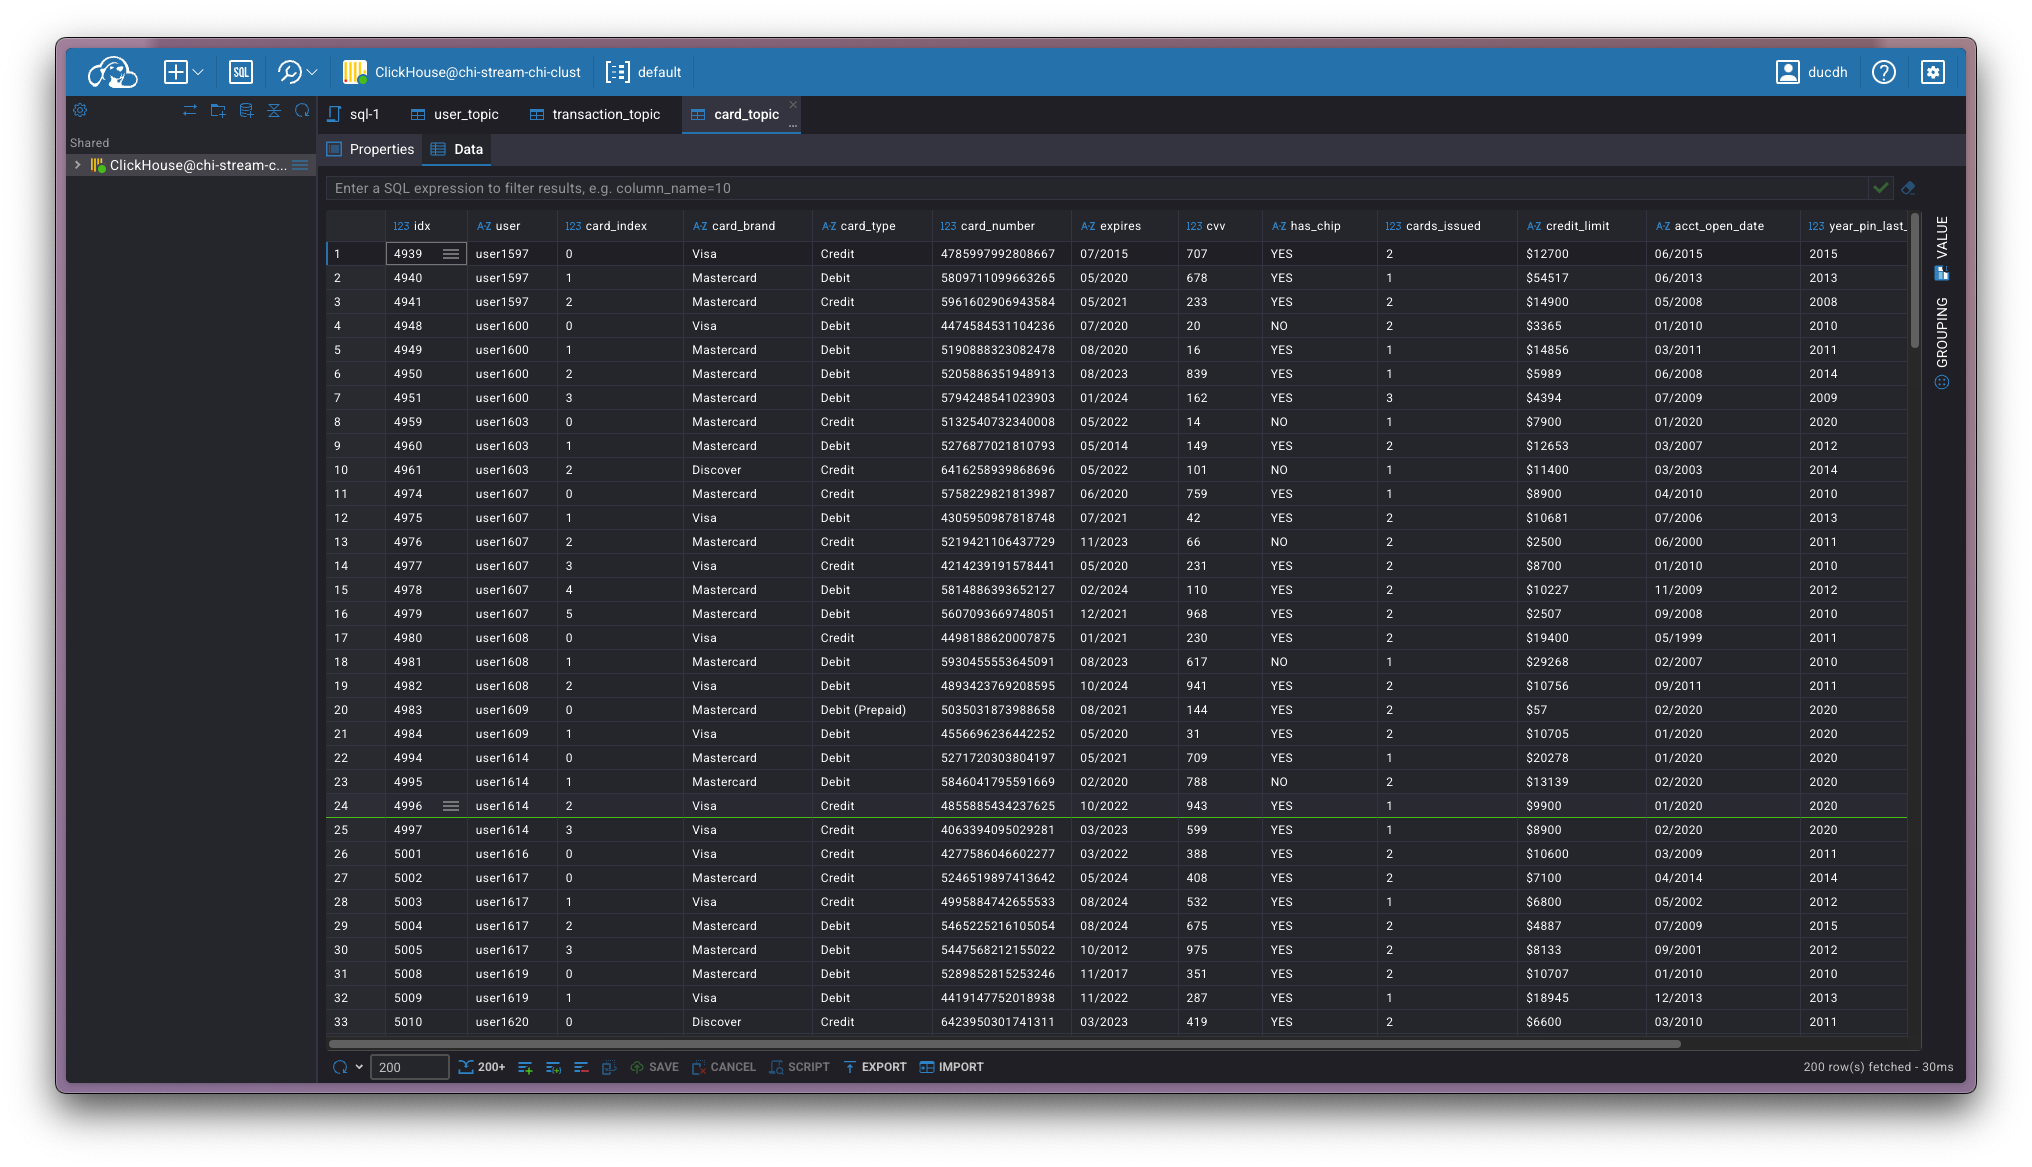 SQL ClickHouse@chi-stream-chi-clust default ducdh
Shared
ClickHouse@chi-stream-c...
sql-1 user_topic transaction_topic card_topic
Properties Data
Enter a SQL expression to filter results, e.g. column_name=10
123 idx A-Z user 123 card_index A-Z card_brand A-Z card_type 123 card_number A-Z expires 123 cvv A-Z has_chip 123 cards_issued A-Z credit_limit A-Z acct_open_date 123 year_pin_last_
1 4939 user1597 0 Visa Credit 4785997992808667 07/2015 707 YES 2 $12700 06/2015 2015
2 4940 user1597 1 Mastercard Debit 5809711099663265 05/2020 678 YES 1 $54517 06/2013 2013
3 4941 user1597 2 Mastercard Credit 5961602906943584 05/2021 233 YES 2 $14900 05/2008 2008
4 4948 user1600 0 Visa Debit 4474584531104236 07/2020 20 NO 2 $3365 01/2010 2010
5 4949 user1600 1 Mastercard Debit 5190888323082478 08/2020 16 YES 1 $14856 03/2011 2011
6 4950 user1600 2 Mastercard Debit 5205886351948913 08/2023 839 YES 1 $5989 06/2008 2014
7 4951 user1600 3 Mastercard Debit 5794248541023903 01/2024 162 YES 3 $4394 07/2009 2009
8 4959 user1603 0 Mastercard Credit 5132540732340008 05/2022 14 NO 1 $7900 01/2020 2020
9 4960 user1603 1 Mastercard Debit 5276877021810793 05/2014 149 YES 2 $12653 03/2007 2012
10 4961 user1603 2 Discover Credit 6416258939868696 05/2022 101 NO 1 $11400 03/2003 2014
11 4974 user1607 0 Mastercard Credit 5758229821813987 06/2020 759 YES 1 $8900 04/2010 2010
12 4975 user1607 1 Visa Debit 4305950987818748 07/2021 42 YES 2 $10681 07/2006 2013
13 4976 user1607 2 Mastercard Credit 5219421106437729 11/2023 66 NO 2 $2500 06/2000 2011
14 4977 user1607 3 Visa Credit 4214239191578441 05/2020 231 YES 2 $8700 01/2010 2010
15 4978 user1607 4 Mastercard Debit 5814886393652127 02/2024 110 YES 2 $10227 11/2009 2012
16 4979 user1607 5 Mastercard Debit 5607093669748051 12/2021 968 YES 2 $2507 09/2008 2010
17 4980 user1608 0 Visa Credit 4498188620007875 01/2021 230 YES 2 $19400 05/1999 2011
18 4981 user1608 1 Mastercard Debit 5930455553645091 08/2023 617 NO 1 $29268 02/2007 2010
19 4982 user1608 2 Visa Debit 4893423769208595 10/2024 941 YES 2 $10756 09/2011 2011
20 4983 user1609 0 Mastercard Debit (Prepaid) 5035031873988658 08/2021 144 YES 2 $57 02/2020 2020
21 4984 user1609 1 Visa Debit 4556696236442252 05/2020 31 YES 2 $10705 01/2020 2020
22 4994 user1614 0 Mastercard Debit 5271720303804197 05/2021 709 YES 1 $20278 01/2020 2020
23 4995 user1614 1 Mastercard Debit 5846041795591669 02/2020 788 NO 2 $13139 02/2020 2020
24 4996 user1614 2 Visa Credit 4855885434237625 10/2022 943 YES 1 $9900 01/2020 2020
25 4997 user1614 3 Visa Credit 4063394095029281 03/2023 599 YES 1 $8900 02/2020 2020
26 5001 user1616 0 Visa Credit 4277586046602277 03/2022 388 YES 2 $10600 03/2009 2011
27 5002 user1617 0 Mastercard Credit 5246519897413642 05/2024 408 YES 2 $7100 04/2014 2014
28 5003 user1617 1 Visa Credit 4995884742655533 08/2024 532 YES 1 $6800 05/2002 2012
29 5004 user1617 2 Mastercard Debit 5465225216105054 08/2024 675 YES 2 $4887 07/2009 2015
30 5005 user1617 3 Mastercard Debit 5447568212155022 10/2012 975 YES 2 $8133 09/2001 2012
31 5008 user1619 0 Mastercard Debit 5289852815253246 11/2017 351 YES 2 $10707 01/2010 2010
32 5009 user1619 1 Visa Debit 4419147752018938 11/2022 287 YES 1 $18945 12/2013 2013
33 5010 user1620 0 Discover Credit 6423950301741311 03/2023 419 YES 2 $6600 03/2010 2011
VALUE
GROUPING
200 200+ SAVE CANCEL SCRIPT EXPORT IMPORT 200 row(s) fetched - 30ms